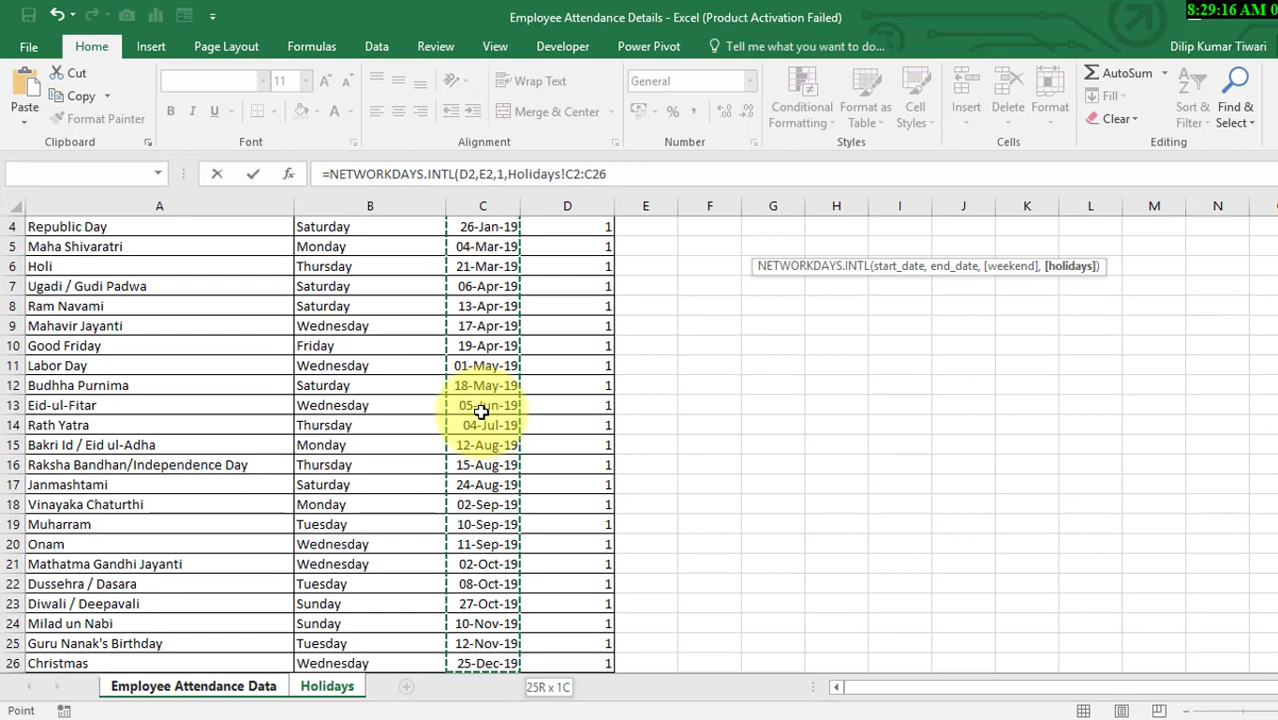 8:29:16 AM 0
Employee Attendance Details - Excel (Product Activation Failed)
File Home Insert Page Layout Formulas Data Review View Developer Power Pivot Tell me what you want to do... Dilip Kumar Tiwari
Cut
Copy
Format Painter
Paste
11
Wrap Text
Merge & Center
General
Conditional Formatting
Format as Table
Cell Styles
Insert
Delete
Format
AutoSum
Fill
Clear
Sort & Filter
Find & Select
Clipboard Font Alignment Number Styles Cells Editing
=NETWORKDAYS.INTL(D2,E2,1,Holidays!C2:C26
A B C D E F G H I J K L M N
4 Republic Day Saturday 26-Jan-19 1
5 Maha Shivaratri Monday 04-Mar-19 1
6 Holi Thursday 21-Mar-19 1
NETWORKDAYS.INTL(start_date, end_date, [weekend], [holidays])
7 Ugadi / Gudi Padwa Saturday 06-Apr-19 1
8 Ram Navami Saturday 13-Apr-19 1
9 Mahavir Jayanti Wednesday 17-Apr-19 1
10 Good Friday Friday 19-Apr-19 1
11 Labor Day Wednesday 01-May-19 1
12 Budhha Purnima Saturday 18-May-19 1
13 Eid-ul-Fitar Wednesday 05-Jun-19 1
14 Rath Yatra Thursday 04-Jul-19 1
15 Bakri Id / Eid ul-Adha Monday 12-Aug-19 1
16 Raksha Bandhan/Independence Day Thursday 15-Aug-19 1
17 Janmashtami Saturday 24-Aug-19 1
18 Vinayaka Chaturthi Monday 02-Sep-19 1
19 Muharram Tuesday 10-Sep-19 1
20 Onam Wednesday 11-Sep-19 1
21 Mathatma Gandhi Jayanti Wednesday 02-Oct-19 1
22 Dussehra / Dasara Tuesday 08-Oct-19 1
23 Diwali / Deepavali Sunday 27-Oct-19 1
24 Milad un Nabi Sunday 10-Nov-19 1
25 Guru Nanak's Birthday Tuesday 12-Nov-19 1
26 Christmas Wednesday 25-Dec-19 1
Employee Attendance Data Holidays 25R x 1C
Point